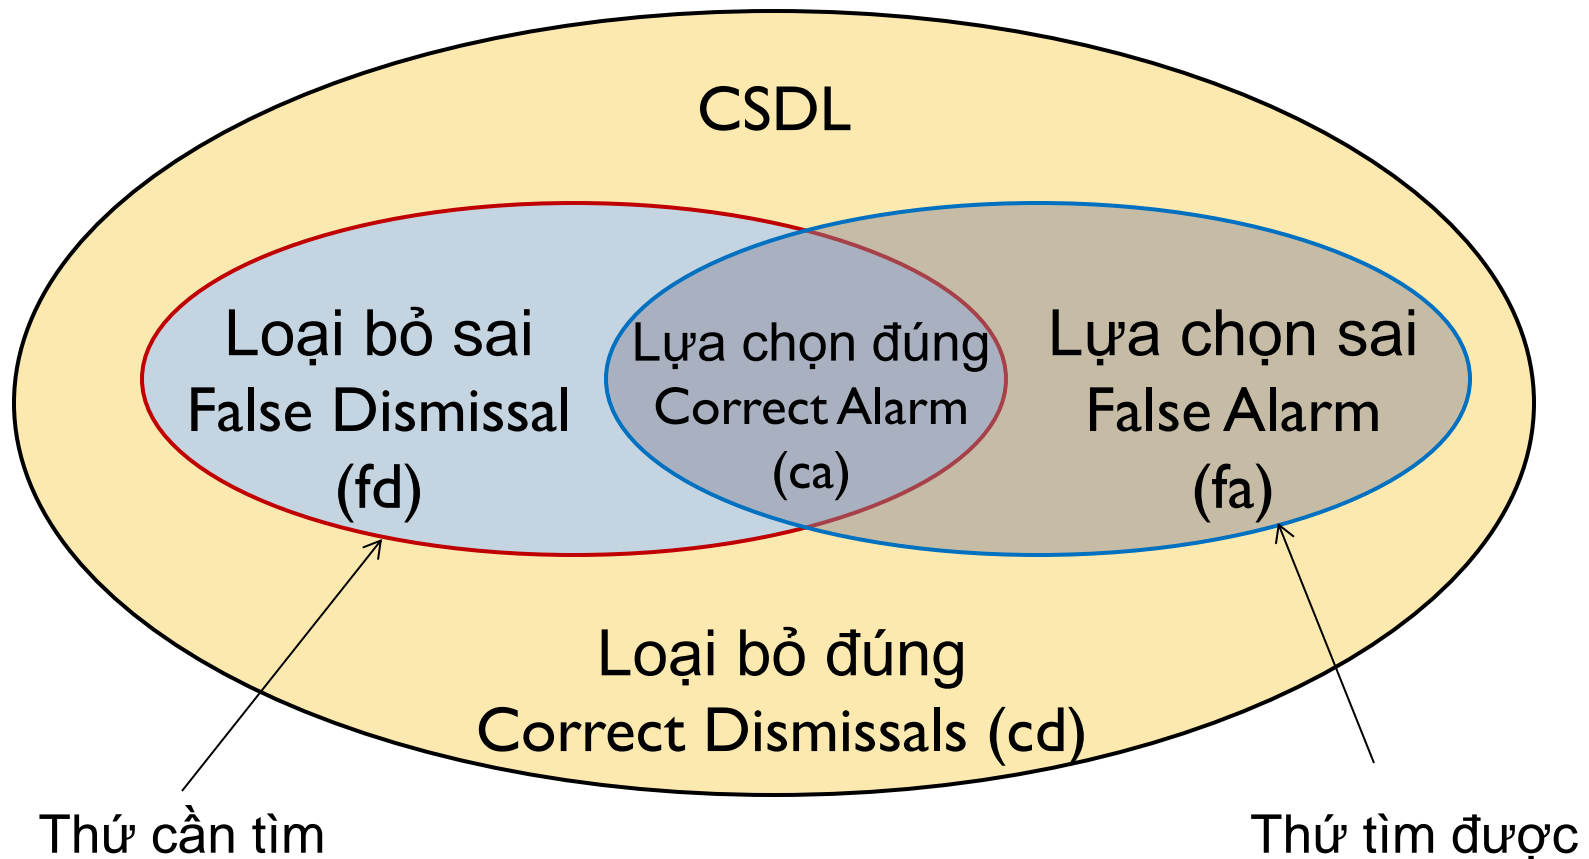 CSDL
Loại bỏ sai
False Dismissal
(fd)
Lựa chọn đúng
Correct Alarm
(ca)
Lựa chọn sai
False Alarm
(fa)
Loại bỏ đúng
Correct Dismissals (cd)
Thứ cần tìm
Thứ tìm được